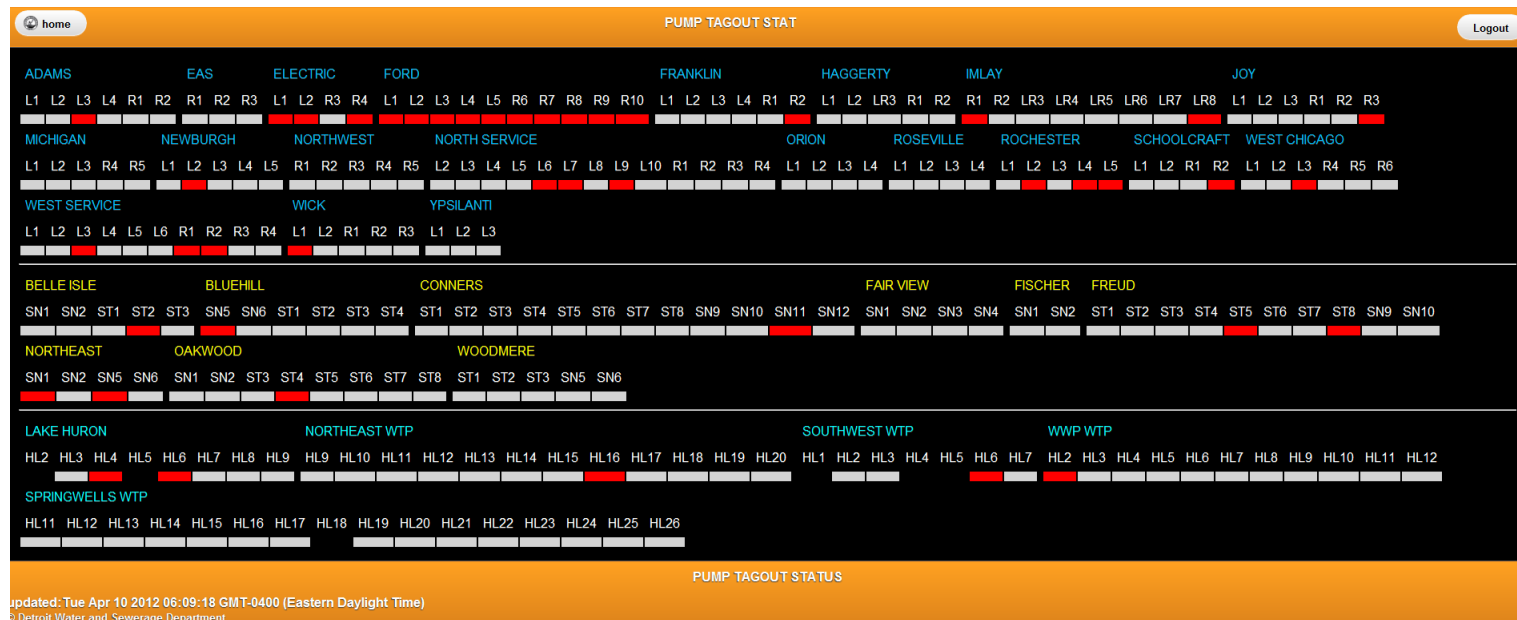 home PUMP TAGOUT STAT Logout
ADAMS EAS ELECTRIC FORD FRANKLIN HAGGERTY IMLAY JOY
L1 L2 L3 L4 R1 R2 R1 R2 R3 L1 L2 R3 R4 L1 L2 L3 L4 L5 R6 R7 R8 R9 R10 L1 L2 L3 L4 R1 R2 L1 L2 LR3 R1 R2 R1 R2 LR3 LR4 LR5 LR6 LR7 LR8 L1 L2 L3 R1 R2 R3
MICHIGAN NEWBURGH NORTHWEST NORTH SERVICE ORION ROSEVILLE ROCHESTER SCHOOLCRAFT WEST CHICAGO
L1 L2 L3 R4 R5 L1 L2 L3 L4 L5 R1 R2 R3 R4 R5 L2 L3 L4 L5 L6 L7 L8 L9 L10 R1 R2 R3 R4 L1 L2 L3 L4 L1 L2 L3 L4 L1 L2 L3 L4 L5 L1 L2 R1 R2 L1 L2 L3 R4 R5 R6
WEST SERVICE WICK YPSILANTI
L1 L2 L3 L4 L5 L6 R1 R2 R3 R4 L1 L2 R1 R2 R3 L1 L2 L3
BELLE ISLE BLUEHILL CONNERS FAIR VIEW FISCHER FREUD
SN1 SN2 ST1 ST2 ST3 SN5 SN6 ST1 ST2 ST3 ST4 ST1 ST2 ST3 ST4 ST5 ST6 ST7 ST8 SN9 SN10 SN11 SN12 SN1 SN2 SN3 SN4 SN1 SN2 ST1 ST2 ST3 ST4 ST5 ST6 ST7 ST8 SN9 SN10
NORTHEAST OAKWOOD WOODMERE
SN1 SN2 SN5 SN6 SN1 SN2 ST3 ST4 ST5 ST6 ST7 ST8 ST1 ST2 ST3 SN5 SN6
LAKE HURON NORTHEAST WTP SOUTHWEST WTP WWP WTP
HL2 HL3 HL4 HL5 HL6 HL7 HL8 HL9 HL9 HL10 HL11 HL12 HL13 HL14 HL15 HL16 HL17 HL18 HL19 HL20 HL1 HL2 HL3 HL4 HL5 HL6 HL7 HL2 HL3 HL4 HL5 HL6 HL7 HL8 HL9 HL10 HL11 HL12
SPRINGWELLS WTP
HL11 HL12 HL13 HL14 HL15 HL16 HL17 HL18 HL19 HL20 HL21 HL22 HL23 HL24 HL25 HL26
PUMP TAGOUT STATUS
updated: Tue Apr 10 2012 06:09:18 GMT-0400 (Eastern Daylight Time)
© Detroit Water and Sewerage Department